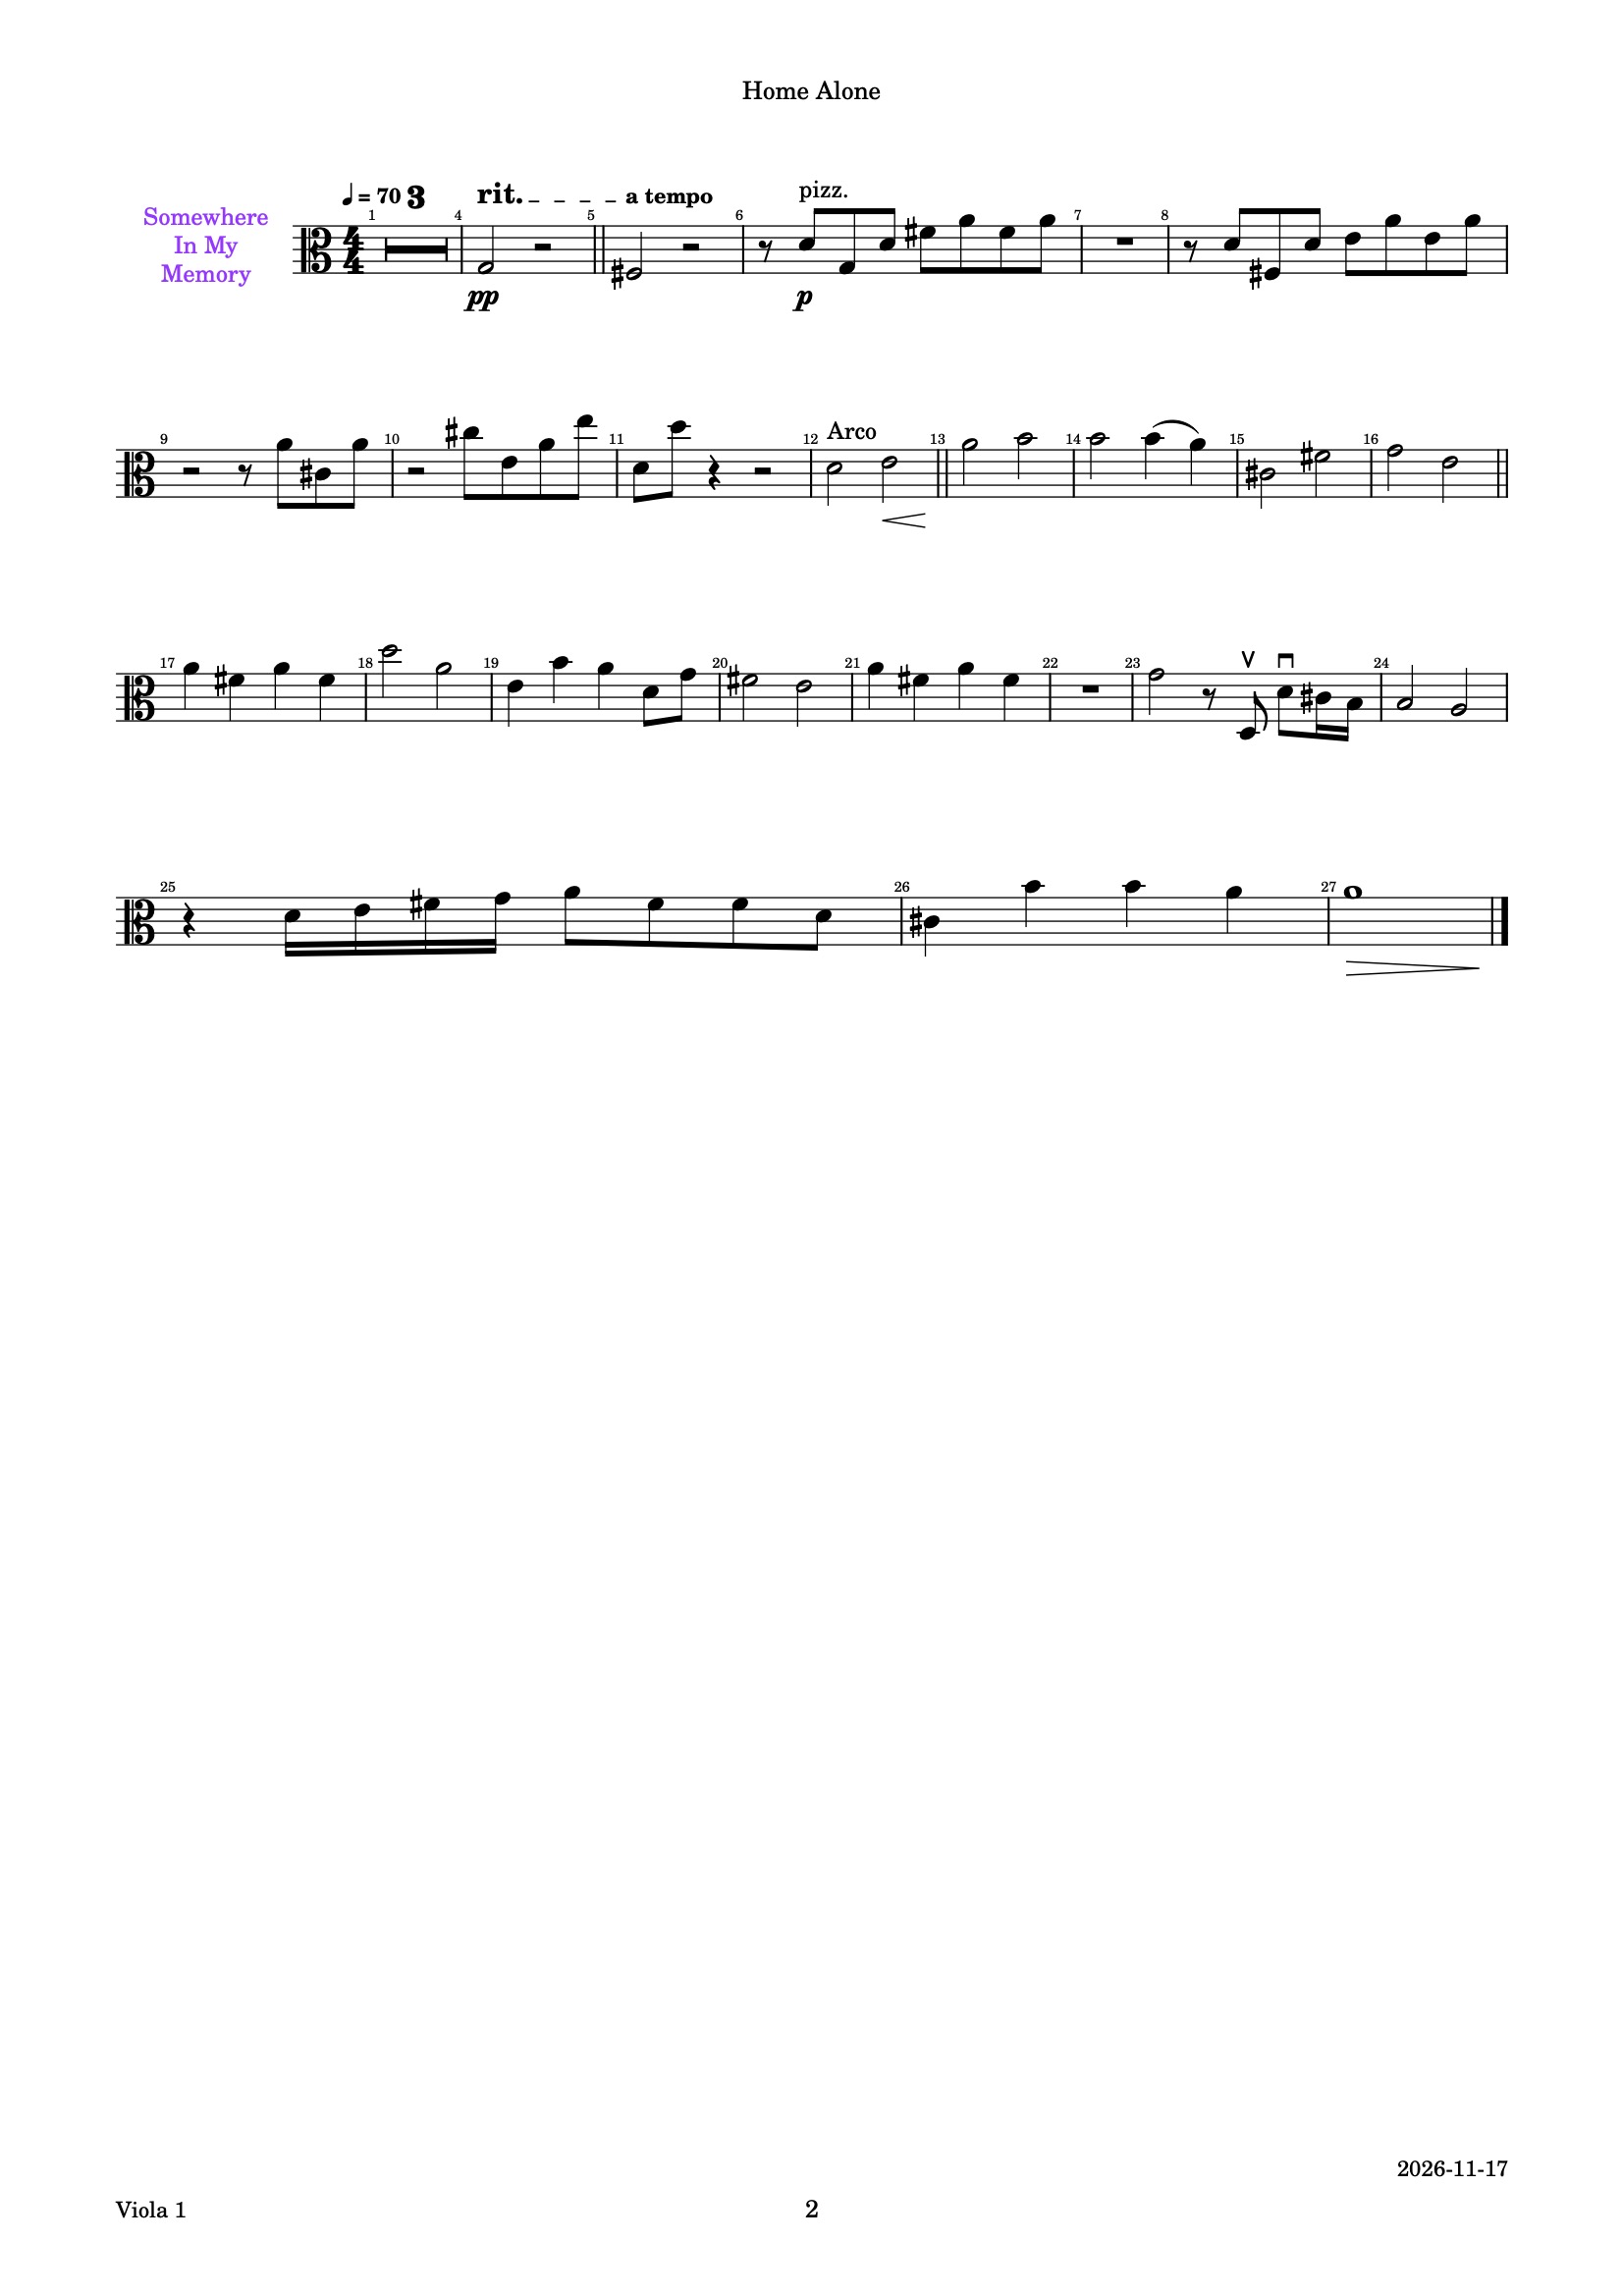 Home Alone
Somewhere
In My
Memory
♩ = 70
3
rit.
a tempo
pizz.
1
4
5
6
7
8
pp
p
Arco
9
10
11
12
13
14
15
16
17
18
19
20
21
22
23
24
25
26
27
2026-11-17
Viola 1
2